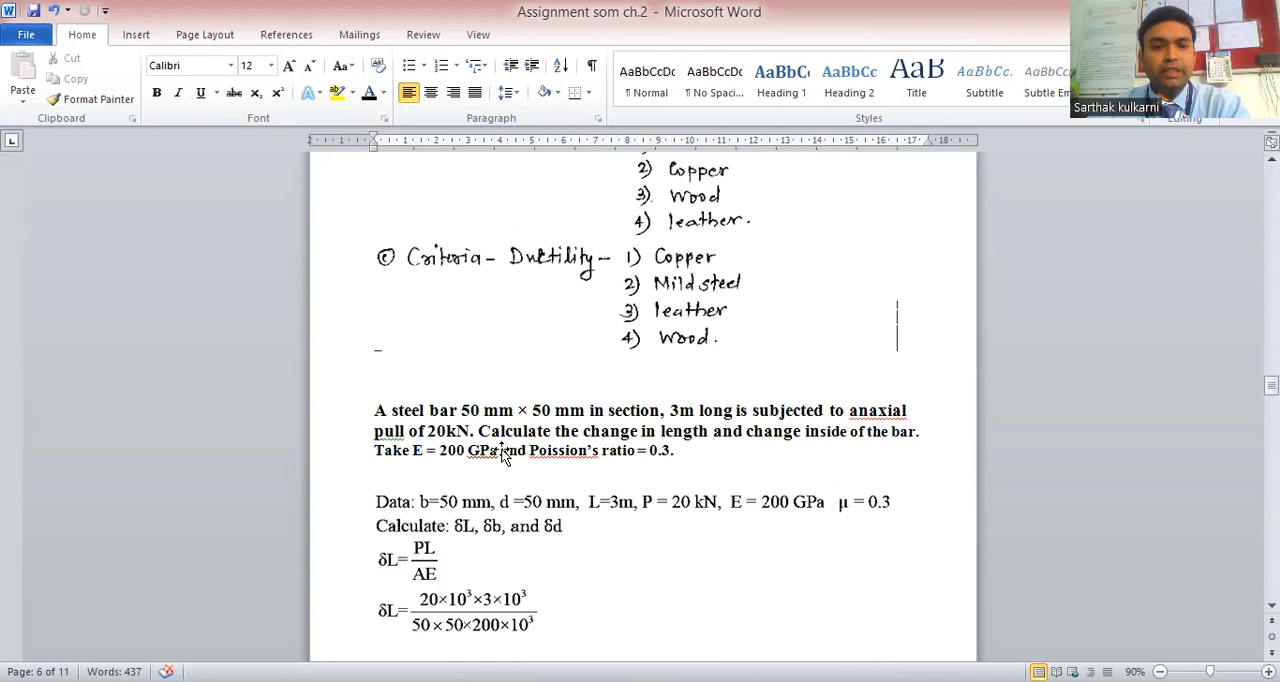 Assignment som ch.2 - Microsoft Word
File Home Insert Page Layout References Mailings Review View
Cut
Copy
Format Painter
Paste
Calibri 12
AaBbCcDc AaBbCcDc AaBbC AaBbCc AaB AaBbCcL
¶ Normal ¶ No Spaci... Heading 1 Heading 2 Title Subtitle Subtle Em
Clipboard Font Paragraph Styles Editing
Sarthak kulkarni
2) Copper
3) Wood
4) leather.
Criteria - Ductility - 1) Copper
2) Mild steel
3) leather
4) Wood.
A steel bar 50 mm × 50 mm in section, 3m long is subjected to anaxial
pull of 20kN. Calculate the change in length and change inside of the bar.
Take E = 200 GPa and Poission's ratio = 0.3.
Data: b=50 mm, d =50 mm, L=3m, P = 20 kN, E = 200 GPa μ = 0.3
Calculate: δL, δb, and δd
δL= PL
AE
δL= 20×10³×3×10³
50×50×200×10³
Page: 6 of 11 Words: 437 90%